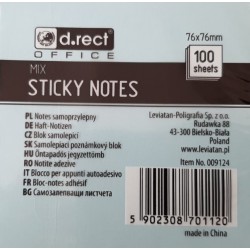 d.rect
OFFICE
76x76mm
100
sheets
MIX
STICKY NOTES
PL Notes samoprzylepny
DE Haft-Notizen
CZ Blok samolepící
SK Samolepiaci poznámkový blok
HU Öntapadós jegyzettömb
RO Notite adezive
IT Blocco per appunti autoadesivo
FR Bloc-notes adhésif
BG Самозалепващи листчета
Leviatan-Poligrafia Sp. z o.o.
Rudawka 88
43-300 Bielsko-Biała
Poland
www.leviatan.pl
Item No. 009124
5 902308 701120
Made in China